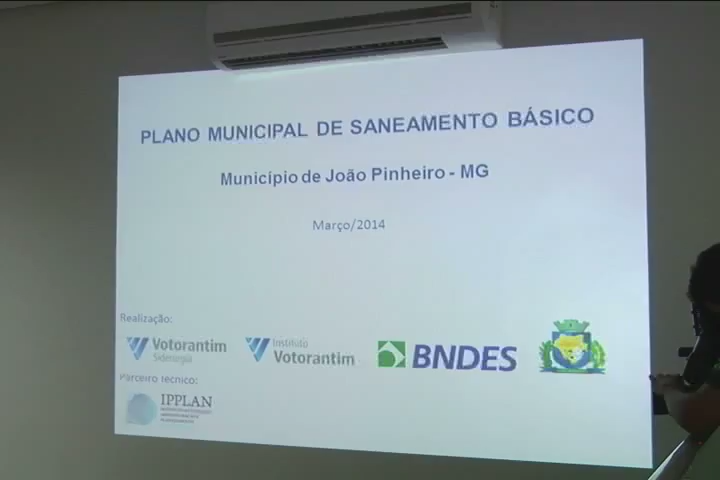 PLANO MUNICIPAL DE SANEAMENTO BÁSICO
Município de João Pinheiro - MG
Março/2014
Realização:
Votorantim
Siderurgia
Instituto
Votorantim
BNDES
Parceiro Técnico:
IPPLAN